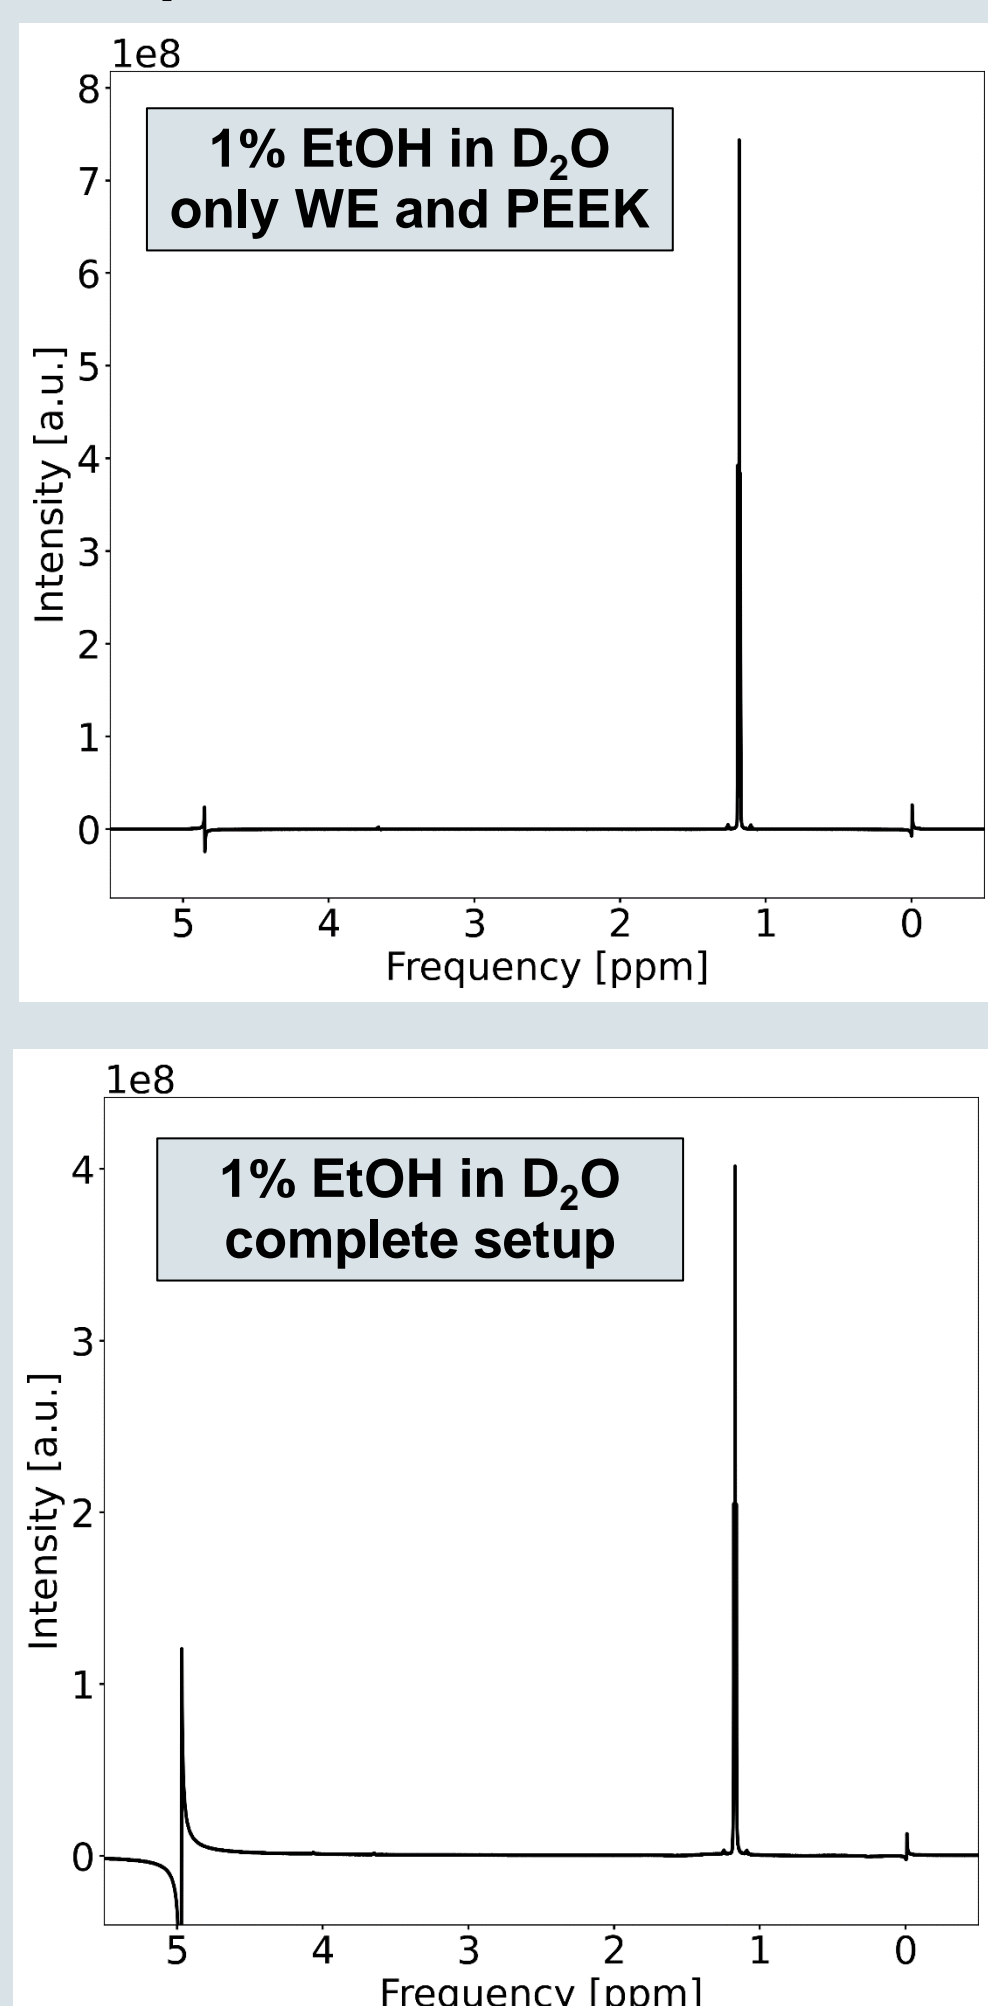 1e8
1% EtOH in D₂O
only WE and PEEK
8
7
6
5
4
3
2
1
0
Intensity [a.u.]
5 4 3 2 1 0
Frequency [ppm]
1e8
1% EtOH in D₂O
complete setup
4
3
2
1
0
Intensity [a.u.]
5 4 3 2 1 0
Frequency [ppm]